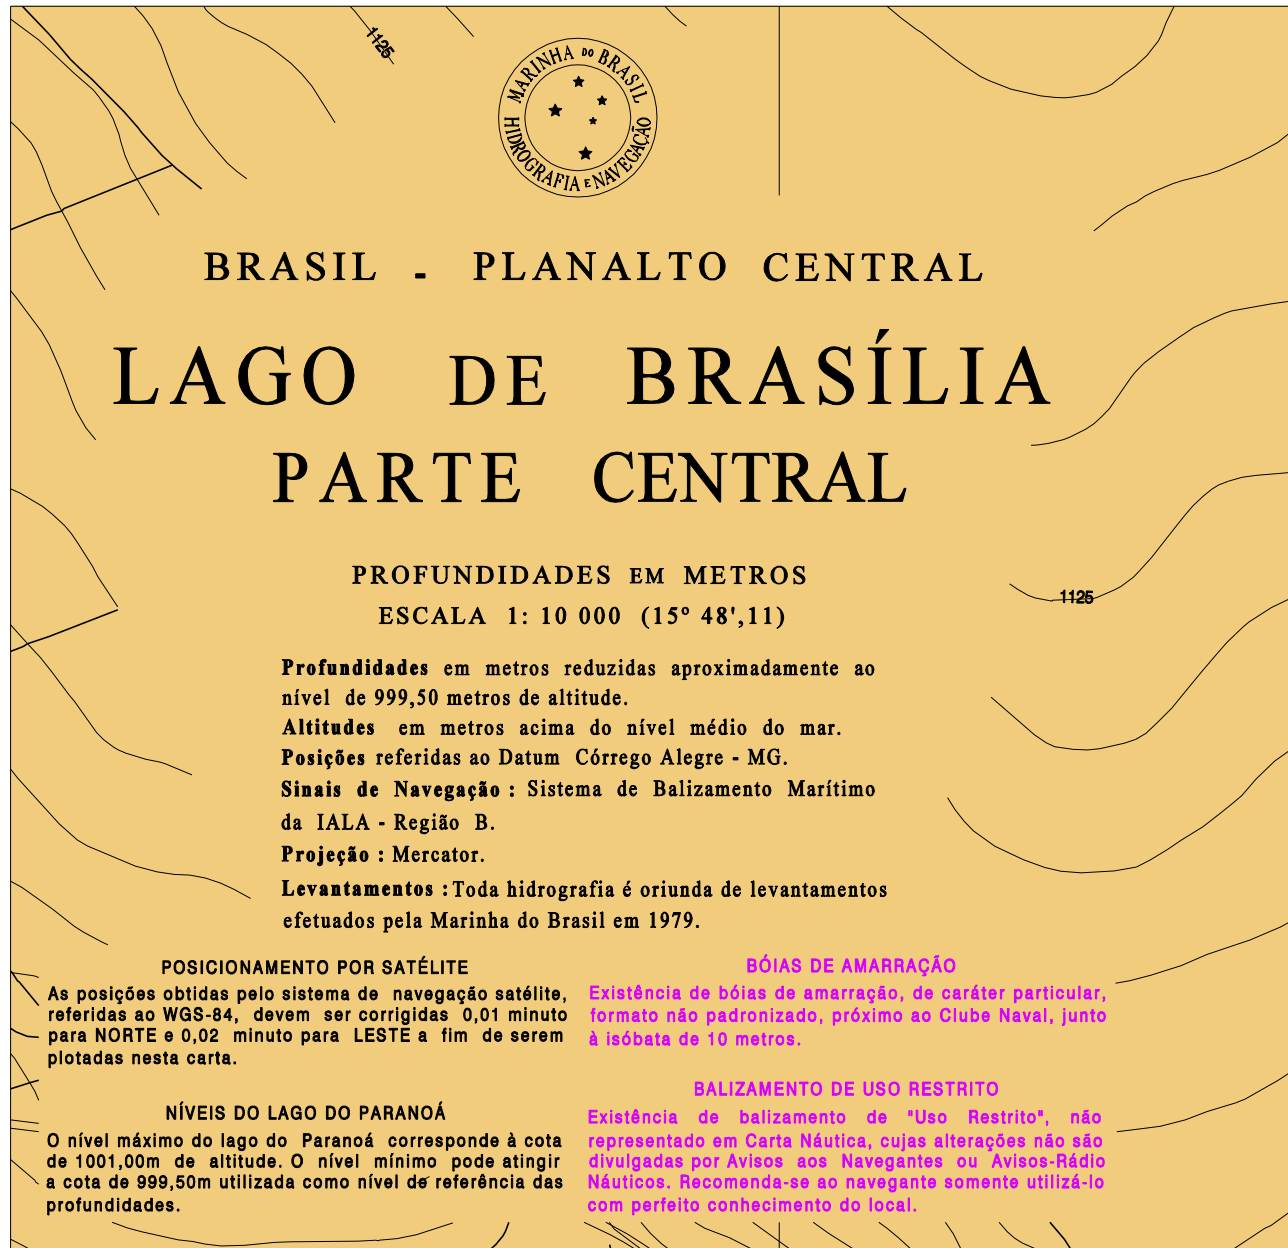 1125
MARINHA DO BRASIL
HIDROGRAFIA E NAVEGAÇÃO
BRASIL - PLANALTO CENTRAL
LAGO DE BRASÍLIA
PARTE CENTRAL
PROFUNDIDADES EM METROS
ESCALA 1: 10 000 (15º 48',11)
1125
Profundidades em metros reduzidas aproximadamente ao
nível de 999,50 metros de altitude.
Altitudes em metros acima do nível médio do mar.
Posições referidas ao Datum Córrego Alegre - MG.
Sinais de Navegação : Sistema de Balizamento Marítimo
da IALA - Região B.
Projeção : Mercator.
Levantamentos : Toda hidrografia é oriunda de levantamentos
efetuados pela Marinha do Brasil em 1979.
POSICIONAMENTO POR SATÉLITE
As posições obtidas pelo sistema de navegação satélite,
referidas ao WGS-84, devem ser corrigidas 0,01 minuto
para NORTE e 0,02 minuto para LESTE a fim de serem
plotadas nesta carta.
NÍVEIS DO LAGO DO PARANOÁ
O nível máximo do lago do Paranoá corresponde à cota
de 1001,00m de altitude. O nível mínimo pode atingir
a cota de 999,50m utilizada como nível de referência das
profundidades.
BÓIAS DE AMARRAÇÃO
Existência de bóias de amarração, de caráter particular,
formato não padronizado, próximo ao Clube Naval, junto
à isóbata de 10 metros.
BALIZAMENTO DE USO RESTRITO
Existência de balizamento de "Uso Restrito", não
representado em Carta Náutica, cujas alterações não são
divulgadas por Avisos aos Navegantes ou Avisos-Rádio
Náuticos. Recomenda-se ao navegante somente utilizá-lo
com perfeito conhecimento do local.